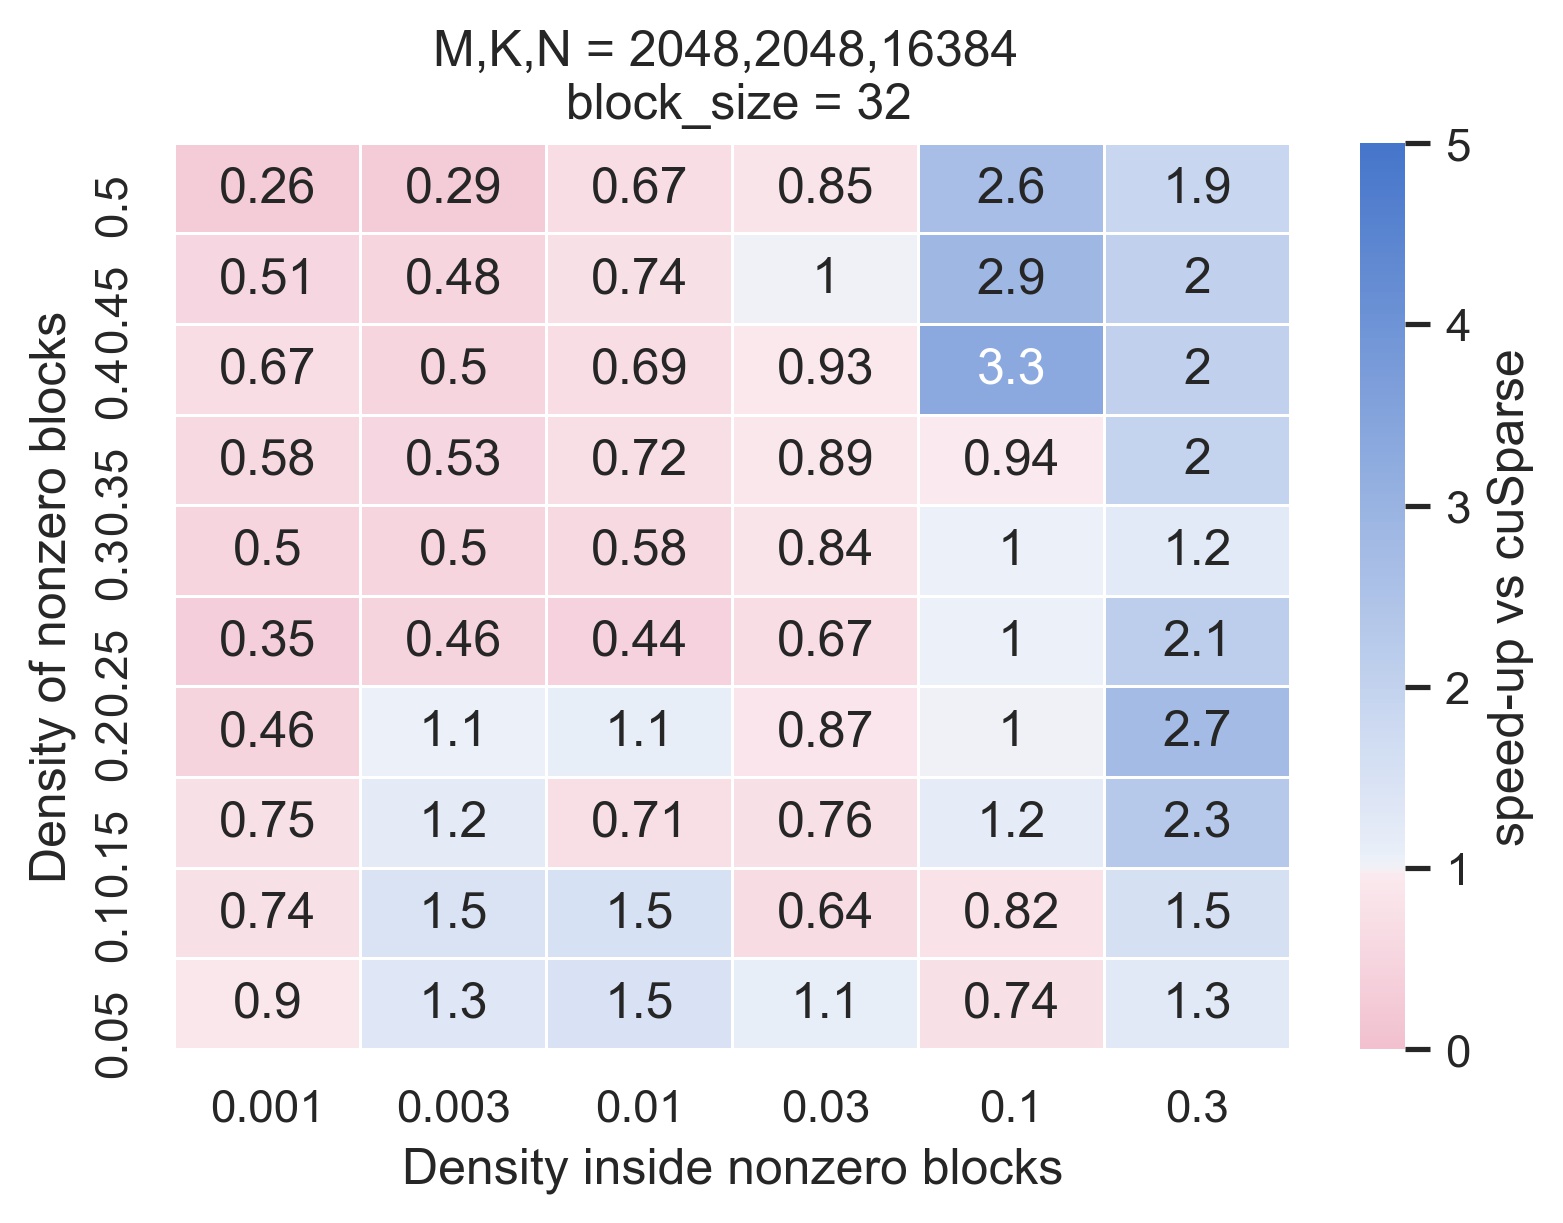 M,K,N = 2048,2048,16384
block_size = 32
Density of nonzero blocks
0.5 0.26 0.29 0.67 0.85 2.6 1.9
0.45 0.51 0.48 0.74 1 2.9 2
0.4 0.67 0.5 0.69 0.93 3.3 2
0.35 0.58 0.53 0.72 0.89 0.94 2
0.30 0.5 0.5 0.58 0.84 1 1.2
0.25 0.35 0.46 0.44 0.67 1 2.1
0.20 0.46 1.1 1.1 0.87 1 2.7
0.15 0.75 1.2 0.71 0.76 1.2 2.3
0.10 0.74 1.5 1.5 0.64 0.82 1.5
0.05 0.9 1.3 1.5 1.1 0.74 1.3
0.001 0.003 0.01 0.03 0.1 0.3
Density inside nonzero blocks
5
4
3
2
1
0
speed-up vs cuSparse